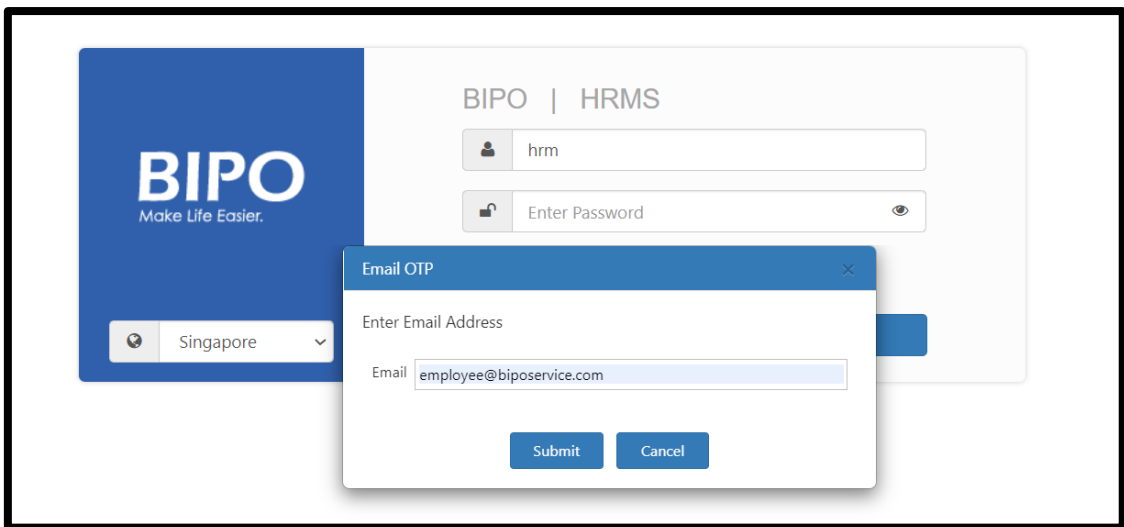 BIPO | HRMS
hrm
BIPO
Make Life Easier.
Enter Password
Email OTP
×
Enter Email Address
Singapore
Email employee@biposervice.com
Submit Cancel